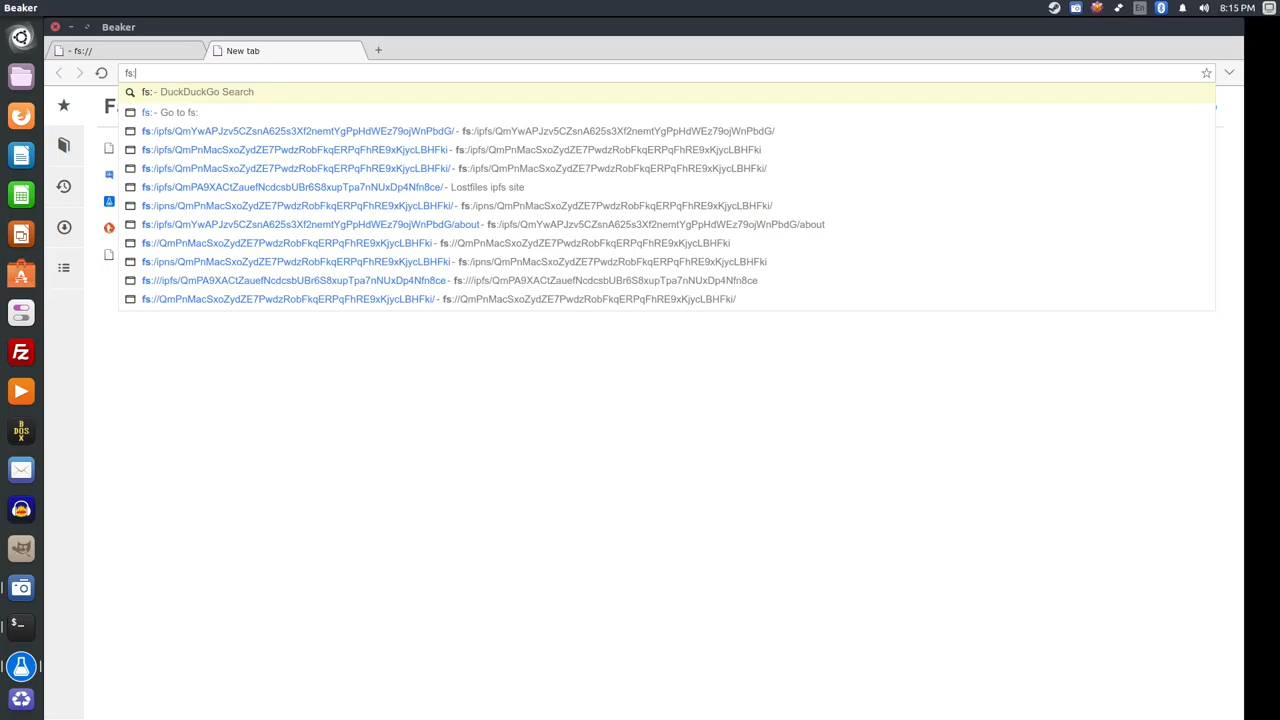 Beaker
En
8:15 PM
Beaker
- fs://
New tab
fs:
fs: - DuckDuckGo Search
fs: - Go to fs:
fs:/ipfs/QmYwAPJzv5CZsnA625s3Xf2nemtYgPpHdWEz79ojWnPbdG/ - fs:/ipfs/QmYwAPJzv5CZsnA625s3Xf2nemtYgPpHdWEz79ojWnPbdG/
fs:/ipfs/QmPnMacSxoZydZE7PwdzRobFkqERPqFhRE9xKjycLBHFki - fs:/ipfs/QmPnMacSxoZydZE7PwdzRobFkqERPqFhRE9xKjycLBHFki
fs:/ipfs/QmPnMacSxoZydZE7PwdzRobFkqERPqFhRE9xKjycLBHFki/ - fs:/ipfs/QmPnMacSxoZydZE7PwdzRobFkqERPqFhRE9xKjycLBHFki/
fs:/ipfs/QmPA9XACtZauefNcdcsbUBr6S8xupTpa7nNUxDp4Nfn8ce/ - Lostfiles ipfs site
fs:/ipns/QmPnMacSxoZydZE7PwdzRobFkqERPqFhRE9xKjycLBHFki/ - fs:/ipns/QmPnMacSxoZydZE7PwdzRobFkqERPqFhRE9xKjycLBHFki/
fs:/ipfs/QmYwAPJzv5CZsnA625s3Xf2nemtYgPpHdWEz79ojWnPbdG/about - fs:/ipfs/QmYwAPJzv5CZsnA625s3Xf2nemtYgPpHdWEz79ojWnPbdG/about
fs://QmPnMacSxoZydZE7PwdzRobFkqERPqFhRE9xKjycLBHFki - fs://QmPnMacSxoZydZE7PwdzRobFkqERPqFhRE9xKjycLBHFki
fs:/ipns/QmPnMacSxoZydZE7PwdzRobFkqERPqFhRE9xKjycLBHFki - fs:/ipns/QmPnMacSxoZydZE7PwdzRobFkqERPqFhRE9xKjycLBHFki
fs:///ipfs/QmPA9XACtZauefNcdcsbUBr6S8xupTpa7nNUxDp4Nfn8ce - fs:///ipfs/QmPA9XACtZauefNcdcsbUBr6S8xupTpa7nNUxDp4Nfn8ce
fs://QmPnMacSxoZydZE7PwdzRobFkqERPqFhRE9xKjycLBHFki/ - fs://QmPnMacSxoZydZE7PwdzRobFkqERPqFhRE9xKjycLBHFki/
Fz
B
DOS
X
$_